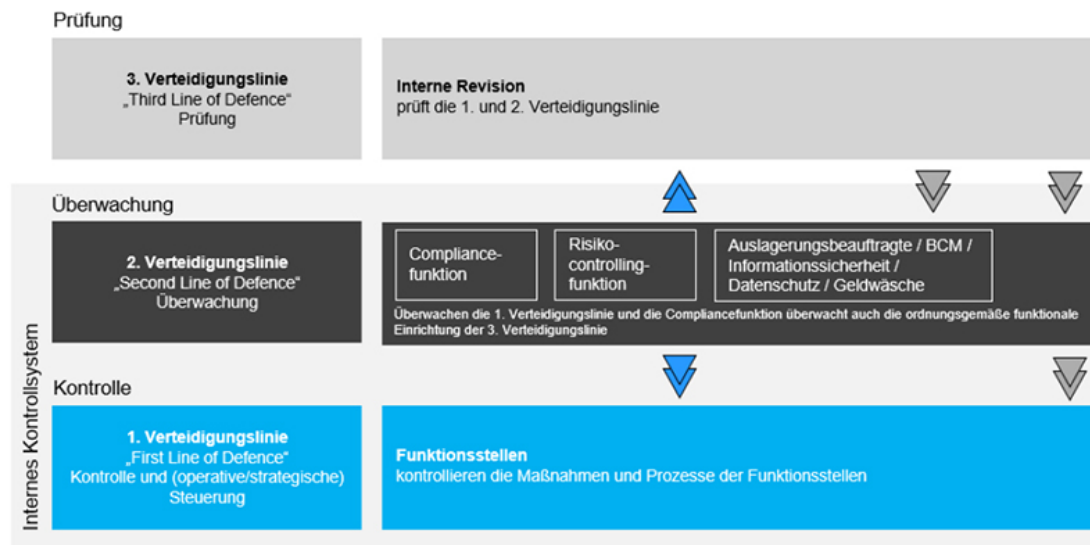 Prüfung
3. Verteidigungslinie
„Third Line of Defence“
Prüfung
Interne Revision
prüft die 1. und 2. Verteidigungslinie
Internes Kontrollsystem
Überwachung
2. Verteidigungslinie
„Second Line of Defence“
Überwachung
Compliance-
funktion
Risiko-
controlling-
funktion
Auslagerungsbeauftragte / BCM /
Informationssicherheit /
Datenschutz / Geldwäsche
Überwachen die 1. Verteidigungslinie und die Compliancefunktion überwacht auch die ordnungsgemäße funktionale
Einrichtung der 3. Verteidigungslinie
Kontrolle
1. Verteidigungslinie
„First Line of Defence“
Kontrolle und (operative/strategische)
Steuerung
Funktionsstellen
kontrollieren die Maßnahmen und Prozesse der Funktionsstellen